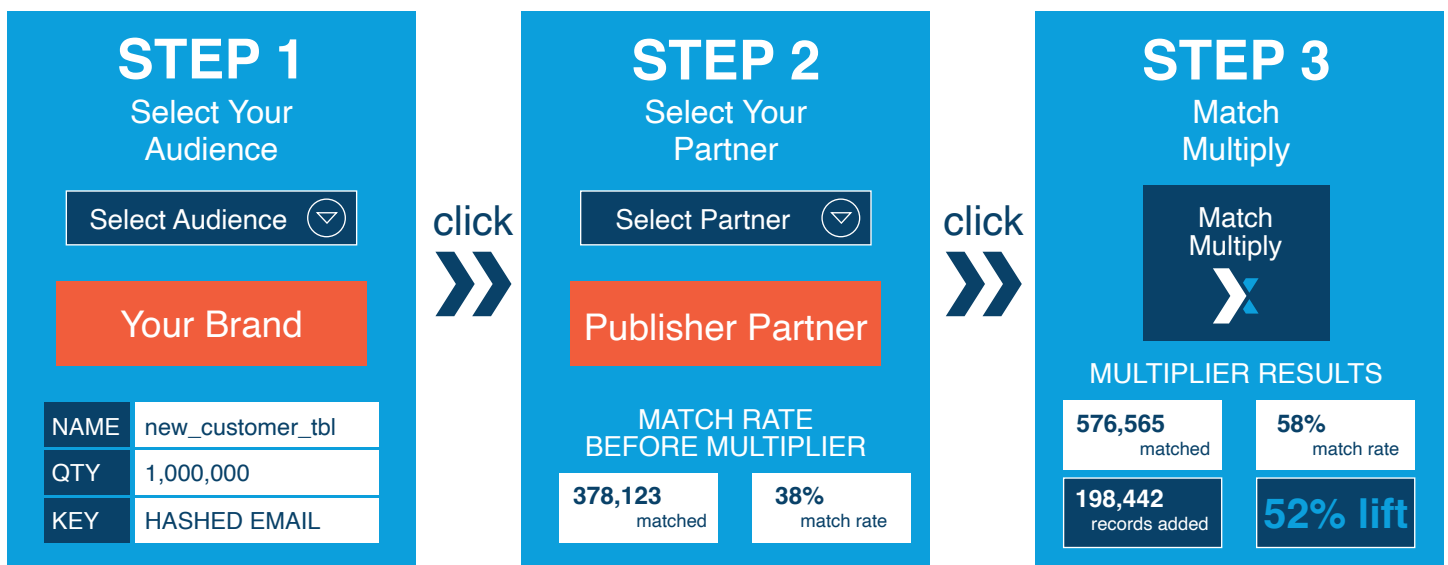 STEP 1
Select Your
Audience
Select Audience
Your Brand
NAME new_customer_tbl
QTY 1,000,000
KEY HASHED EMAIL
click
STEP 2
Select Your
Partner
Select Partner
Publisher Partner
MATCH RATE
BEFORE MULTIPLIER
378,123
matched
38%
match rate
click
STEP 3
Match
Multiply
Match
Multiply
MULTIPLIER RESULTS
576,565
matched
58%
match rate
198,442
records added
52% lift